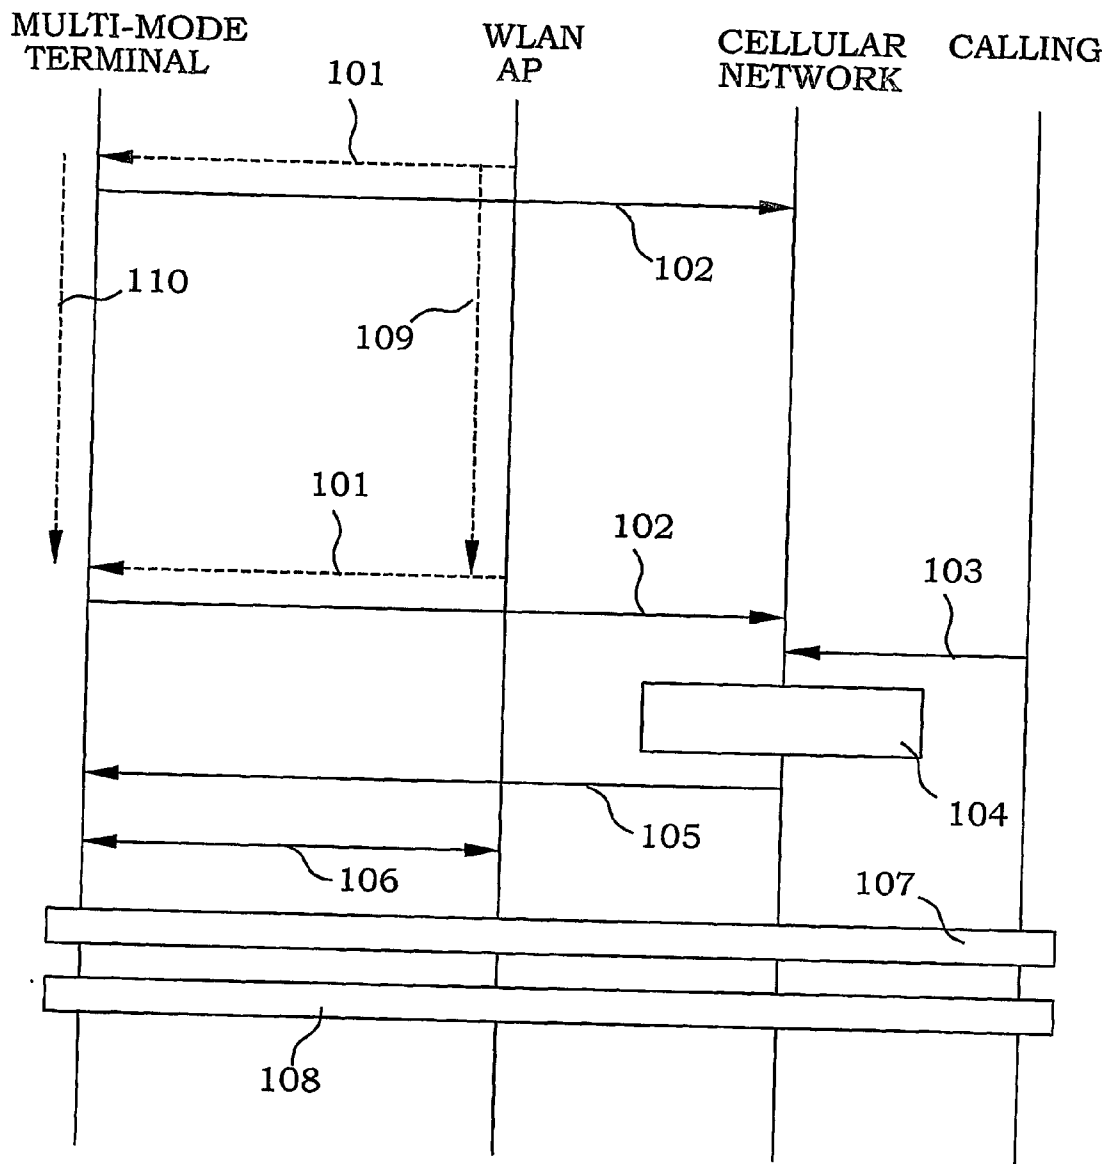 MULTI-MODE
TERMINAL
WLAN
AP
CELLULAR
NETWORK
CALLING
101
102
110
109
101
102
103
104
105
106
107
108